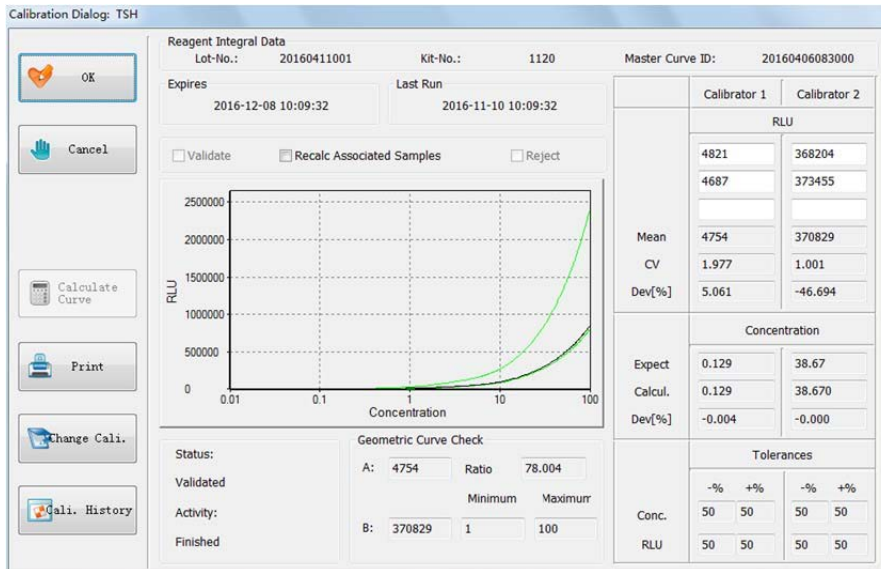 Calibration Dialog: TSH
OK
Cancel
Calculate
Curve
Print
Change Cali.
Cali. History
Reagent Integral Data
Lot-No.: 20160411001 Kit-No.: 1120 Master Curve ID: 20160406083000
Expires
2016-12-08 10:09:32
Last Run
2016-11-10 10:09:32
Validate Recalc Associated Samples Reject
RLU
2500000
2000000
1500000
1000000
500000
0
0.01 0.1 1 10 100
Concentration
Status:
Validated
Activity:
Finished
Geometric Curve Check
A: 4754 Ratio 78.004
Minimum Maximum
B: 370829 1 100
Calibrator 1 Calibrator 2
RLU
4821 368204
4687 373455
Mean 4754 370829
CV 1.977 1.001
Dev[%] 5.061 -46.694
Concentration
Expect 0.129 38.67
Calcul. 0.129 38.670
Dev[%] -0.004 -0.000
Tolerances
-% +% -% +%
Conc. 50 50 50 50
RLU 50 50 50 50